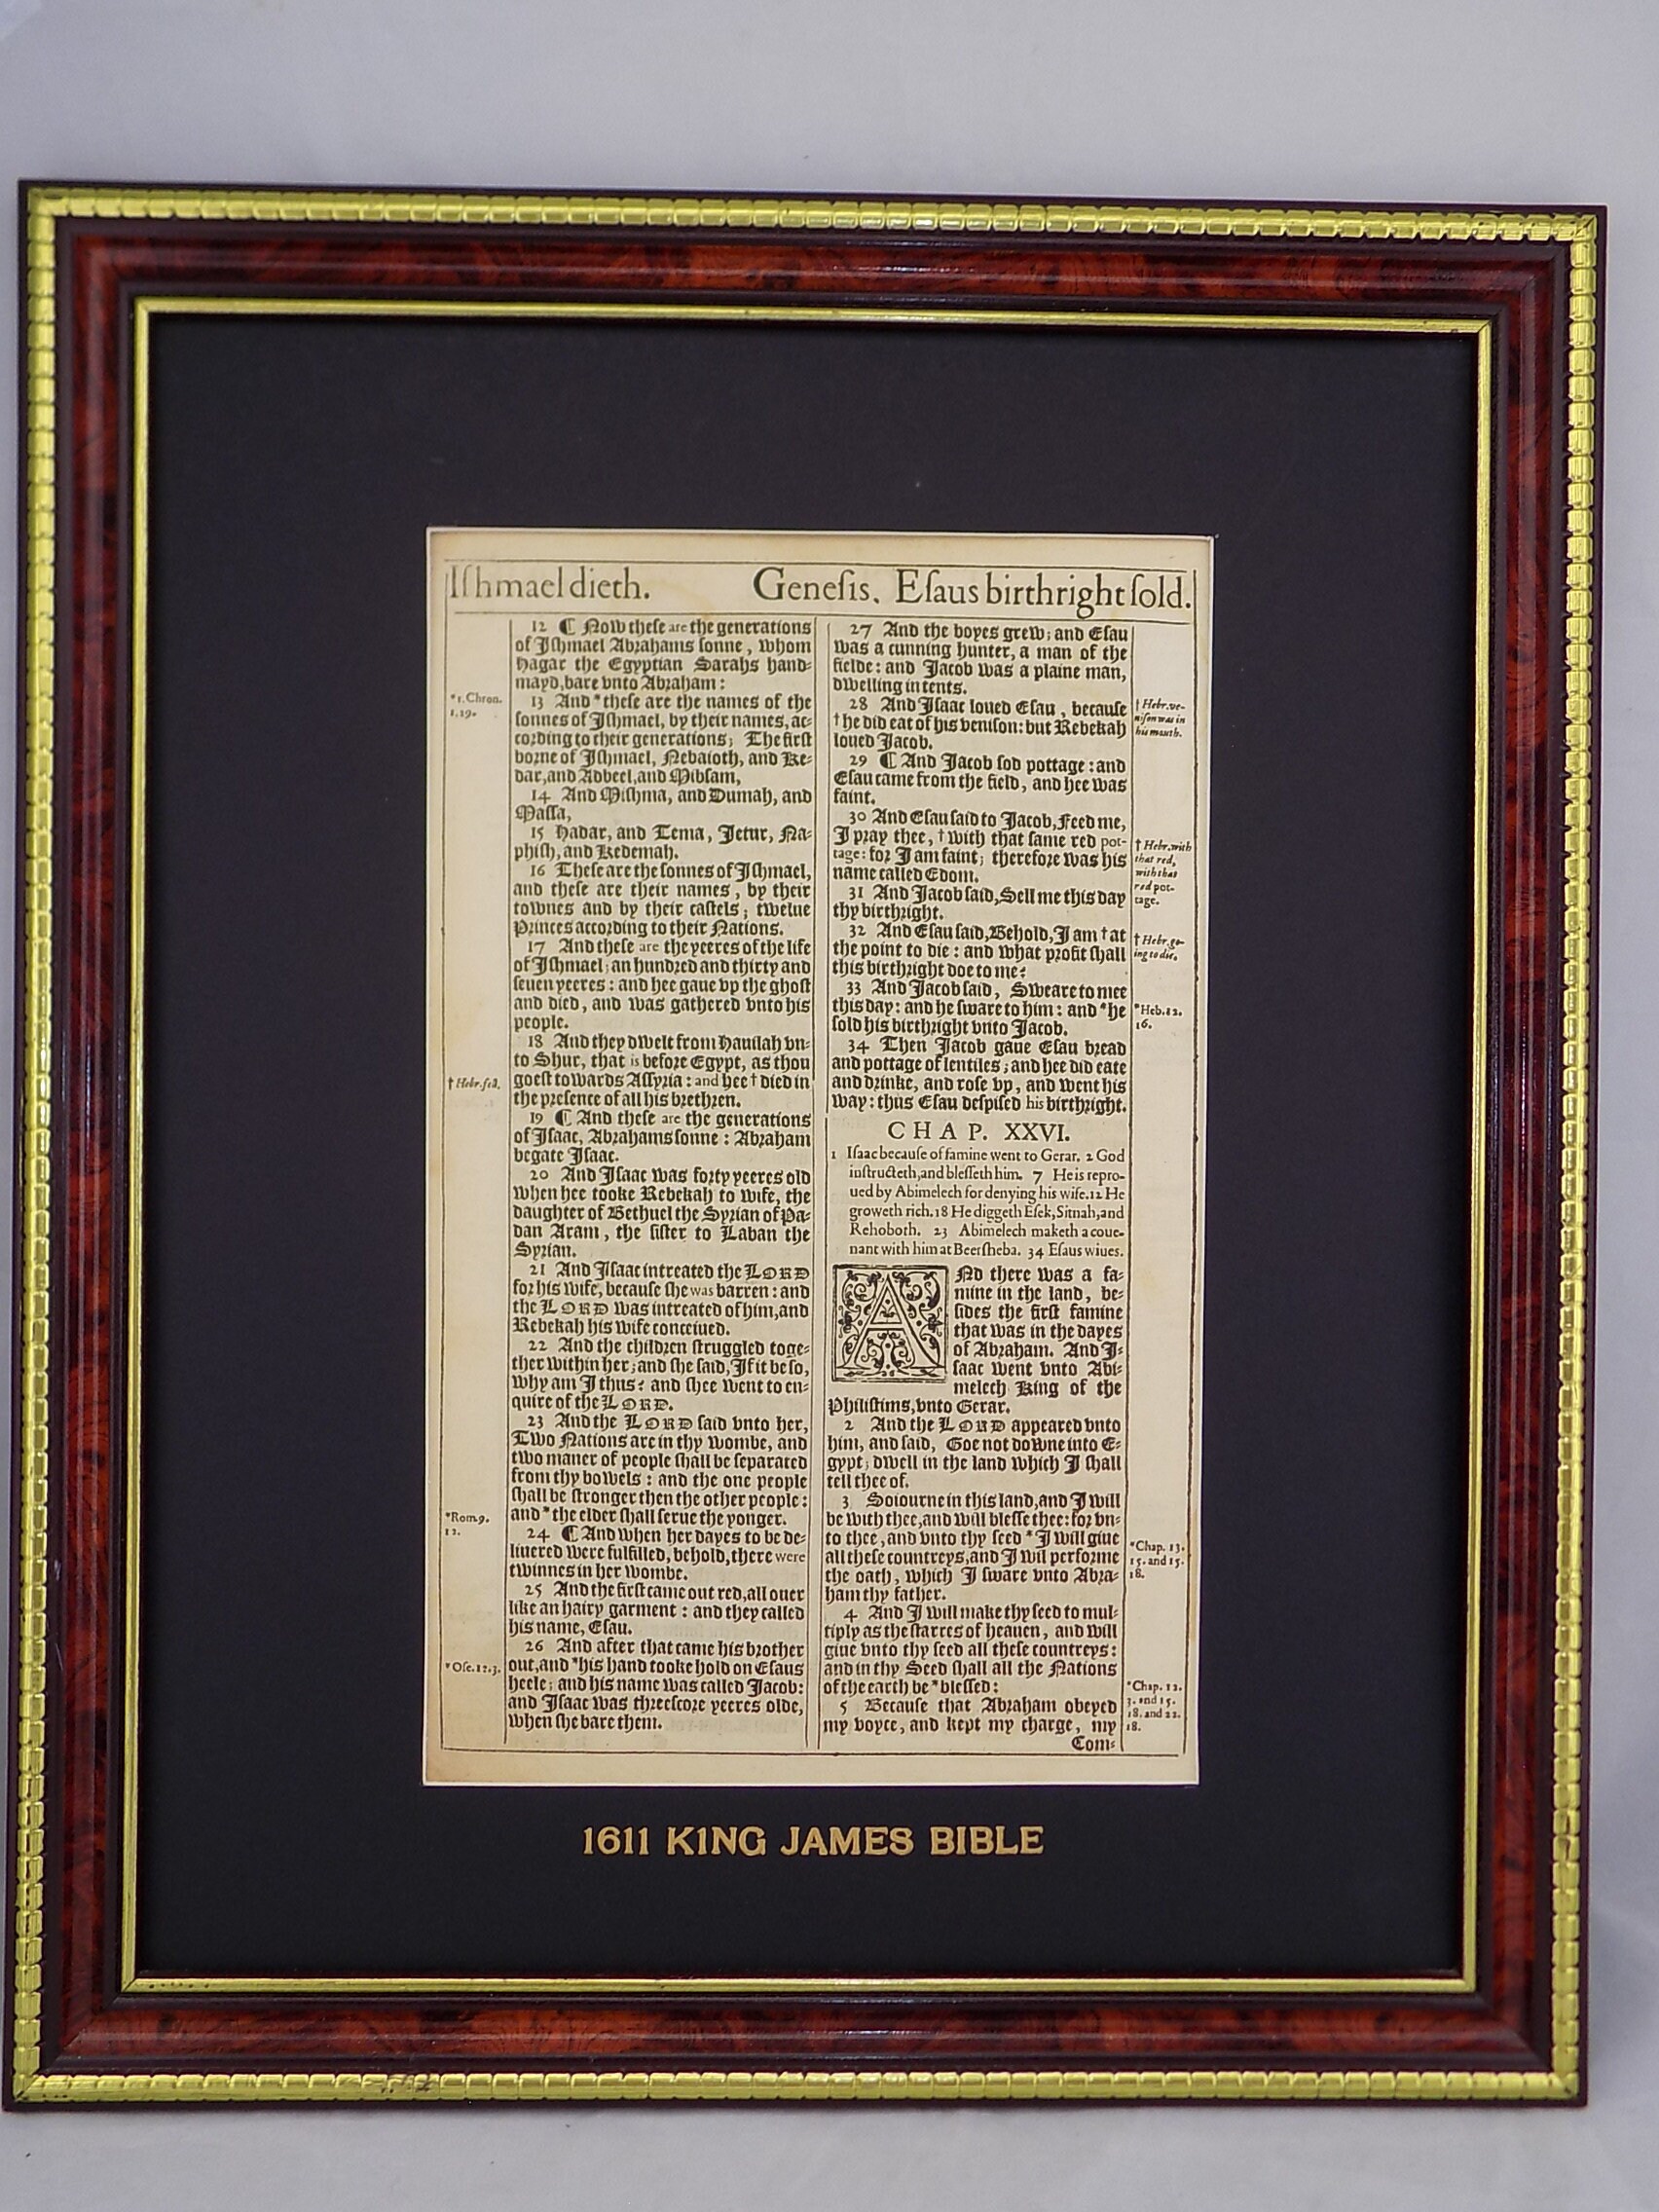 Iſhmael dieth. Geneſis. Eſaus birthright ſold.
12 ¶ Now theſe are the generations
of Iſhmael Abrahams ſonne, whom
Hagar the Egyptian Sarahs hand-
mayd, bare vnto Abraham:
*1. Chron.
1.19.
13 And *theſe are the names of the
ſonnes of Iſhmael, by their names, ac-
cording to their generations; The firſt
borne of Iſhmael, Nebaioth, and Ke-
dar, and Adbeel, and Mibſam,
14 And Miſhma, and Dumah, and
Maſſa,
15 Hadar, and Tema, Jetur, Na-
phiſh, and Kedemah.
16 Theſe are the ſonnes of Iſhmael,
and theſe are their names, by their
townes and by their caſtels; twelue
Princes according to their Nations.
17 And theſe are the yeeres of the life
of Iſhmael; an hundred and thirty and
ſeuen yeeres: and hee gaue vp the ghoſt
and died, and was gathered vnto his
people.
18 And they dwelt from Hauilah vn-
to Shur, that is before Egypt, as thou
goeſt towards Aſſyria: and hee †died in
the preſence of all his brethren.
† Hebr. fell.
19 ¶ And theſe are the generations
of Iſaac, Abrahams ſonne: Abraham
begate Iſaac.
20 And Iſaac was forty yeeres old
when hee tooke Rebekah to wife, the
daughter of Bethuel the Syrian of Pa-
dan Aram, the ſiſter to Laban the
Syrian.
21 And Iſaac intreated the LORD
for his wife, because ſhe was barren: and
the LORD was intreated of him, and
Rebekah his wife conceiued.
22 And the children ſtruggled toge-
ther within her; and ſhe ſaid, If it be ſo,
why am I thus? and ſhee went to en-
quire of the LORD.
23 And the LORD ſaid vnto her,
Two Nations are in thy wombe, and
two maner of people ſhall be ſeparated
from thy bowels: and the one people
ſhall be ſtronger then the other people:
and *the elder ſhall ſerue the yonger.
*Rom.9.
12.
24 ¶ And when her dayes to be de-
liuered were fulfilled, behold, there were
twinnes in her wombe.
25 And the firſt came out red, all ouer
like an hairy garment: and they called
his name, Eſau.
26 And after that came his brother
out, and *his hand tooke hold on Eſaus
heele; and his name was called Jacob:
and Iſaac was threeſcore yeeres olde,
when ſhe bare them.
*Oſe.12.3.
27 And the boyes grew; and Eſau
was a cunning hunter, a man of the
fielde: and Jacob was a plaine man,
dwelling in tents.
28 And Iſaac loued Eſau, becauſe
†he did eat of his veniſon: but Rebekah
loued Jacob.
† Hebr. ve-
niſon was in
his mouth.
29 ¶ And Jacob ſod pottage: and
Eſau came from the field, and hee was
faint.
30 And Eſau ſaid to Jacob, Feed me,
I pray thee, †with that ſame red pot-
tage: for I am faint; therefore was his
name called Edom.
† Hebr. with
that red,
with that
red pot-
tage.
31 And Jacob ſaid, Sell me this day
thy birthright.
32 And Eſau ſaid, Behold, I am †at
the point to die: and what profit ſhall
this birthright doe to me?
† Hebr. go-
ing to die.
33 And Jacob ſaid, Sweare to mee
this day: and he ſware to him: and *he
ſold his birthright vnto Jacob.
*Heb.12.
16.
34 Then Jacob gaue Eſau bread
and pottage of lentiles; and hee did eate
and drinke, and roſe vp, and went his
way: thus Eſau deſpiſed his birthright.
CHAP. XXVI.
1 Iſaac becauſe of famine went to Gerar. 2 God
inſtructeth, and bleſſeth him. 7 He is repro-
ued by Abimelech for denying his wife. 12 He
groweth rich. 18 He diggeth Eſek, Sitnah, and
Rehoboth. 23 Abimelech maketh a coue-
nant with him at Beerſheba. 34 Eſaus wiues.
ANd there was a fa-
mine in the land, be-
ſides the firſt famine
that was in the dayes
of Abraham. And I-
ſaac went vnto Abi-
melech King of the
Philiſtims, vnto Gerar.
2 And the LORD appeared vnto
him, and ſaid, Goe not downe into E-
gypt; dwell in the land which I ſhall
tell thee of.
3 Soiourne in this land, and I will
be with thee, and will bleſſe thee: for vn-
to thee, and vnto thy ſeed *I will giue
all theſe countreys, and I wil performe
the oath, which I ſware vnto Abra-
ham thy father.
*Chap. 13.
15. and 15.
18.
4 And I will make thy ſeed to mul-
tiply as the ſtarres of heauen, and will
giue vnto thy ſeed all theſe countreys:
and in thy Seed ſhall all the Nations
of the earth be *bleſſed:
*Chap. 12.
3. and 15.
18. and 22.
18.
5 Becauſe that Abraham obeyed
my voyce, and kept my charge, my
Com-
1611 KING JAMES BIBLE